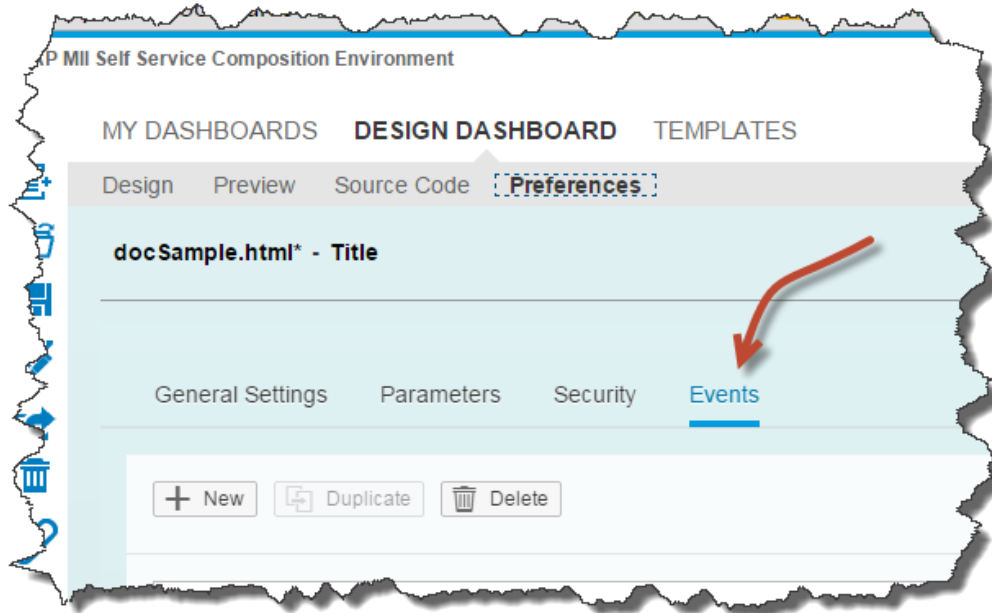 AP MII Self Service Composition Environment
MY DASHBOARDS DESIGN DASHBOARD TEMPLATES
Design Preview Source Code Preferences
docSample.html* - Title
General Settings Parameters Security Events
New Duplicate Delete